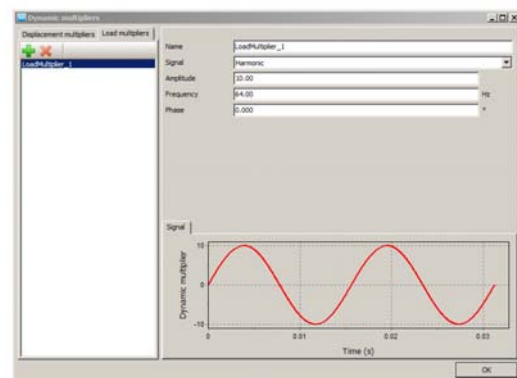 Dynamic multipliers
Displacement multipliers Load multipliers
LoadMultiplier_1
Name LoadMultiplier_1
Signal Harmonic
Amplitude 10.00
Frequency 64.00 Hz
Phase 0.000 °
Signal
Dynamic multiplier
10
0
-10
0 0.01 0.02 0.03
Time (s)
OK